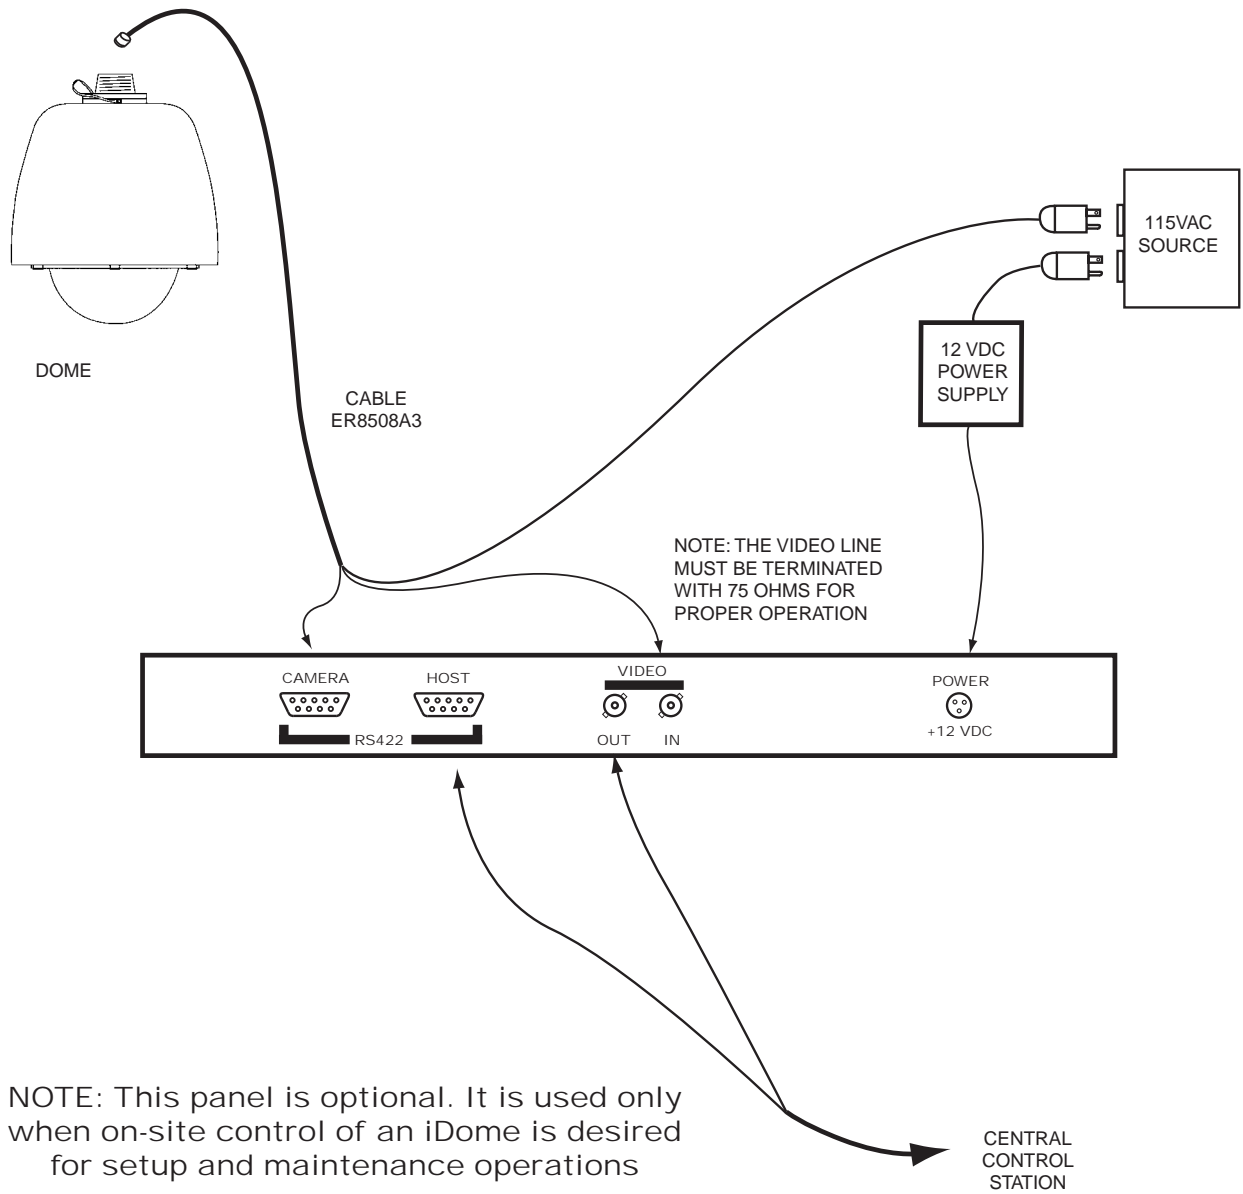 115VAC
SOURCE
12 VDC
POWER
SUPPLY
DOME
CABLE
ER8508A3
NOTE: THE VIDEO LINE
MUST BE TERMINATED
WITH 75 OHMS FOR
PROPER OPERATION
CAMERA
HOST
RS422
VIDEO
OUT
IN
POWER
+12 VDC
NOTE: This panel is optional. It is used only
when on-site control of an iDome is desired
for setup and maintenance operations
CENTRAL
CONTROL
STATION